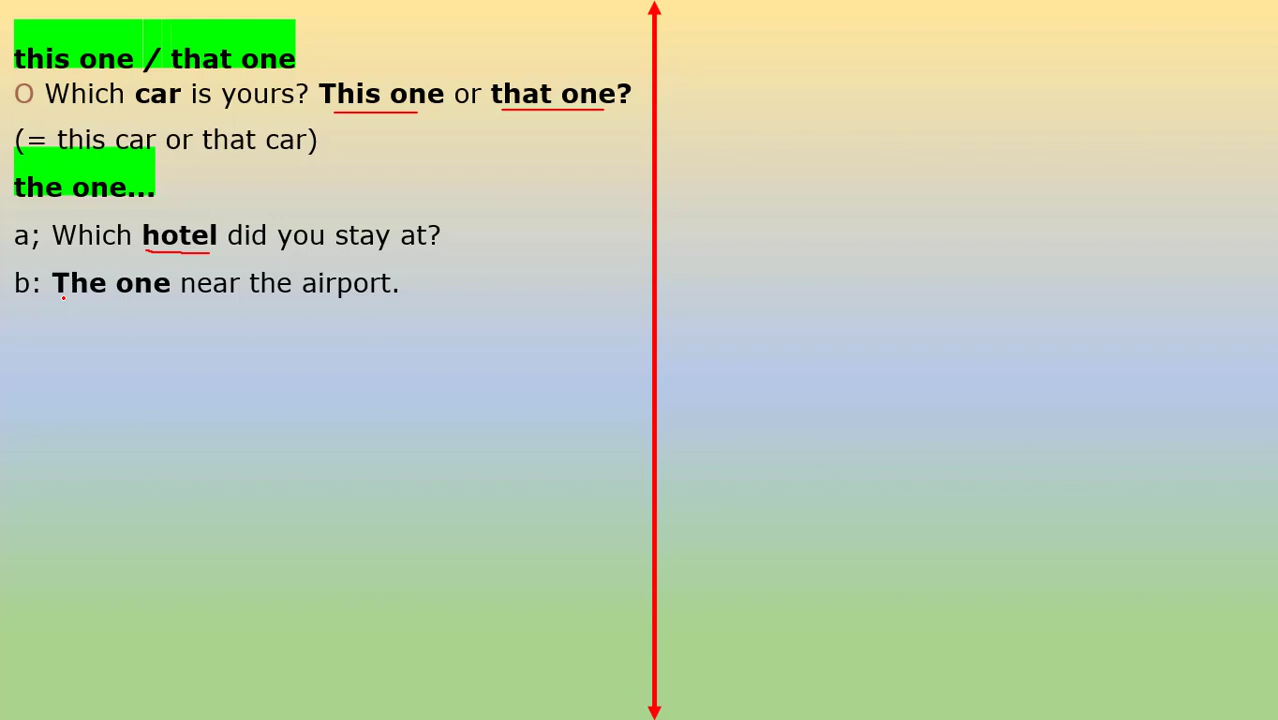 this one / that one
O Which car is yours? This one or that one?
(= this car or that car)
the one...
a; Which hotel did you stay at?
b: The one near the airport.